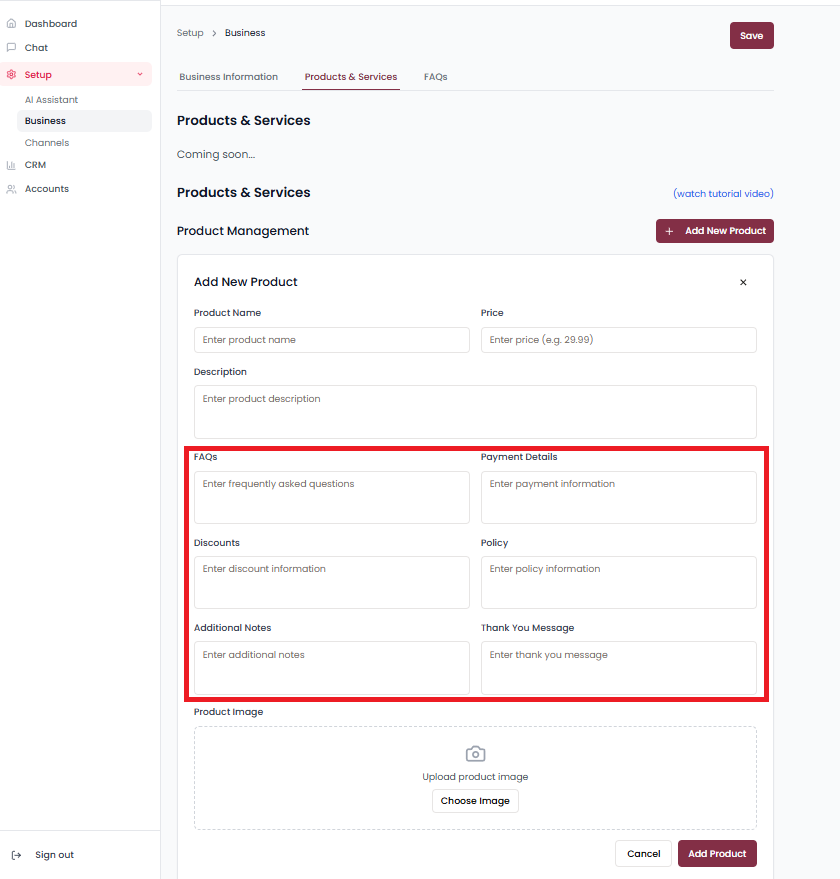 Dashboard
Chat
Setup
AI Assistant
Business
Channels
CRM
Accounts
Sign out
Setup > Business
Save
Business Information Products & Services FAQs
Products & Services
Coming soon...
Products & Services (watch tutorial video)
Product Management + Add New Product
Add New Product ×
Product Name Price
Enter product name Enter price (e.g. 29.99)
Description
Enter product description
FAQs Payment Details
Enter frequently asked questions Enter payment information
Discounts Policy
Enter discount information Enter policy information
Additional Notes Thank You Message
Enter additional notes Enter thank you message
Product Image
Upload product image
Choose Image
Cancel Add Product